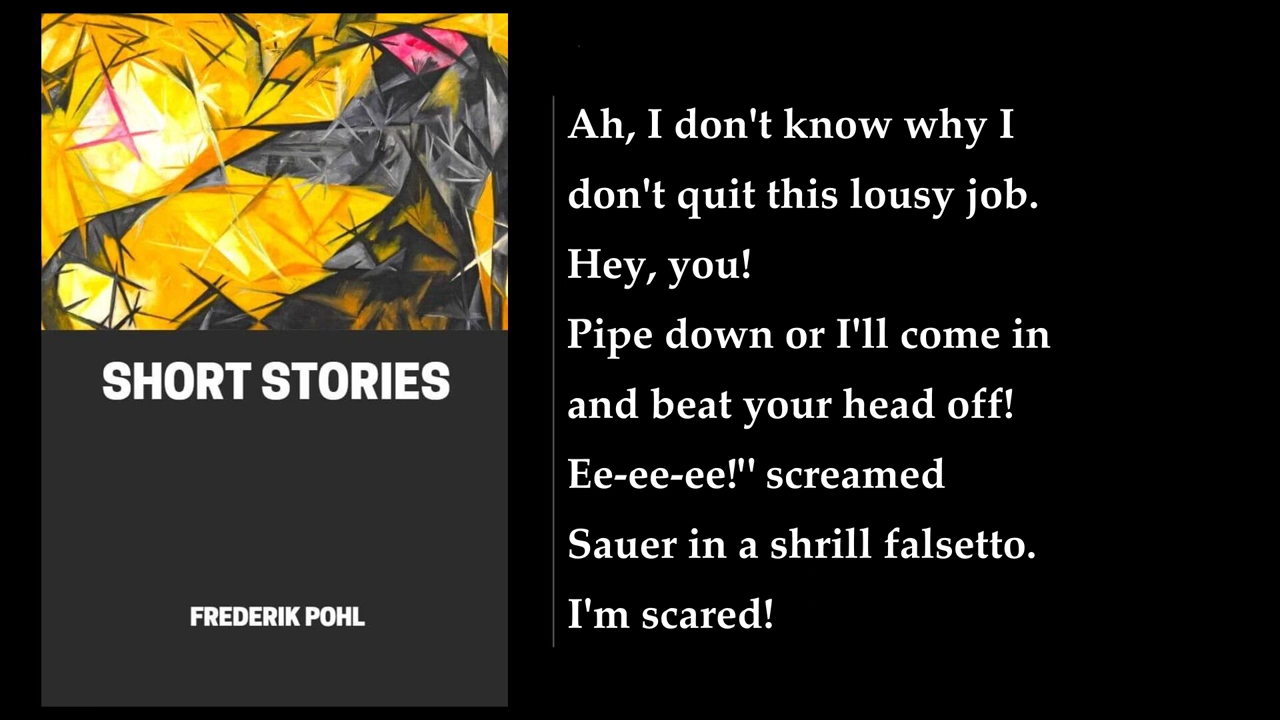 SHORT STORIES
FREDERIK POHL
Ah, I don't know why I
don't quit this lousy job.
Hey, you!
Pipe down or I'll come in
and beat your head off!
Ee-ee-ee!" screamed
Sauer in a shrill falsetto.
I'm scared!